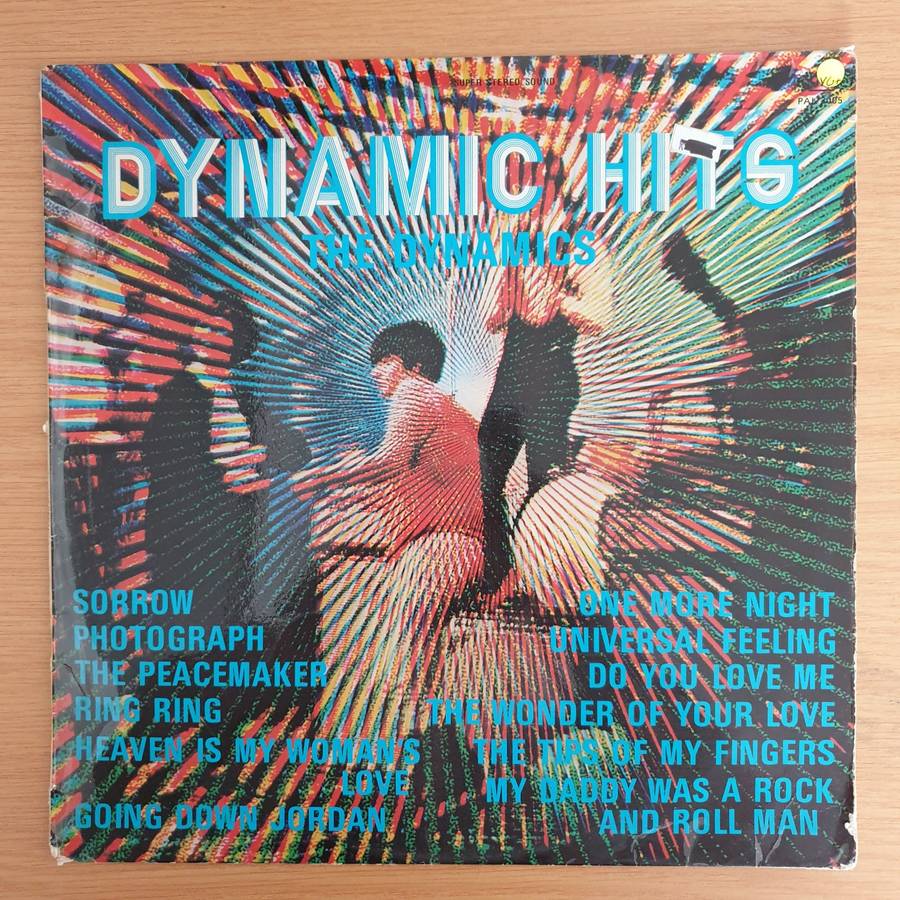 SUPER STEREO SOUND
DYNAMIC HITS
THE DYNAMICS
SORROW
PHOTOGRAPH
THE PEACEMAKER
RING RING
HEAVEN IS MY WOMAN'S
LOVE
GOING DOWN JORDAN
ONE MORE NIGHT
UNIVERSAL FEELING
DO YOU LOVE ME
THE WONDER OF YOUR LOVE
THE TIPS OF MY FINGERS
MY DADDY WAS A ROCK
AND ROLL MAN